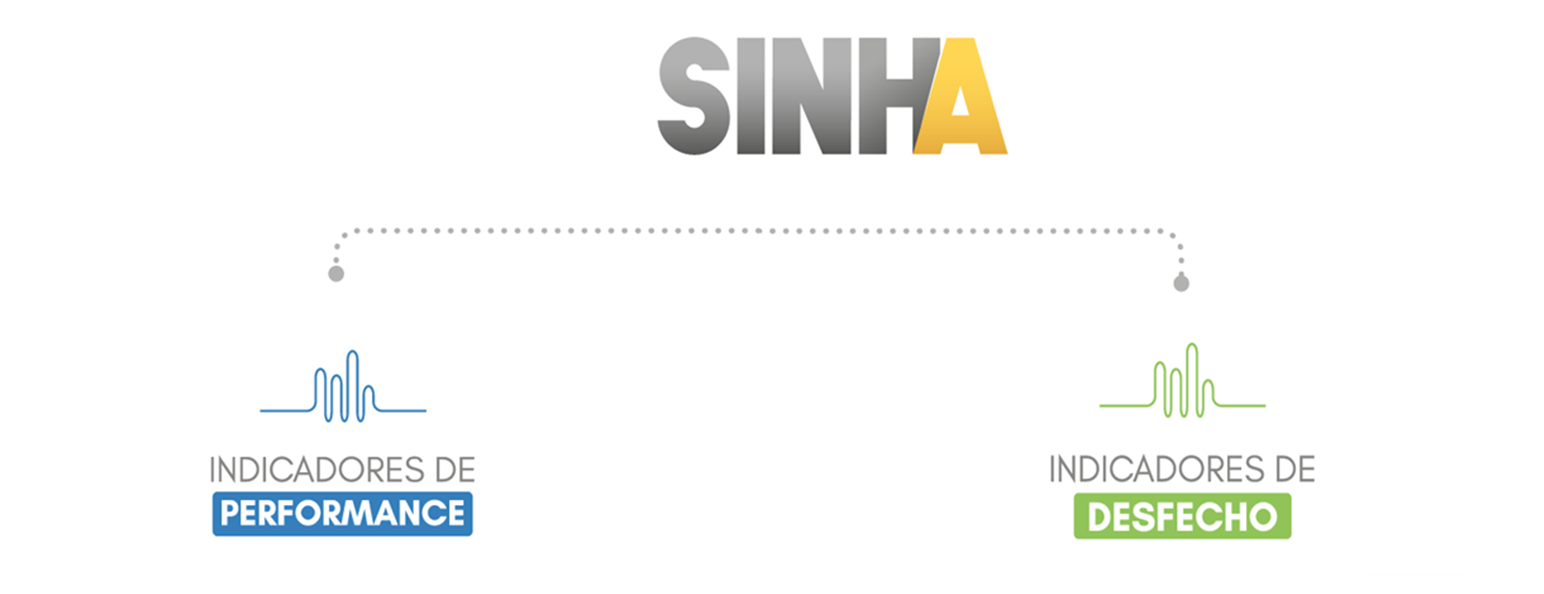 SINHA
INDICADORES DE
PERFORMANCE
INDICADORES DE
DESFECHO